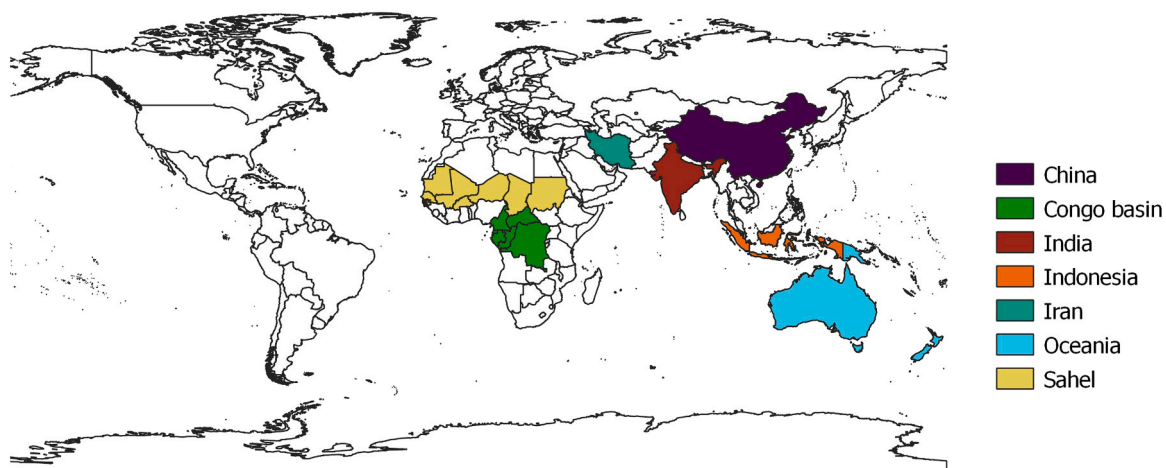 China
Congo basin
India
Indonesia
Iran
Oceania
Sahel